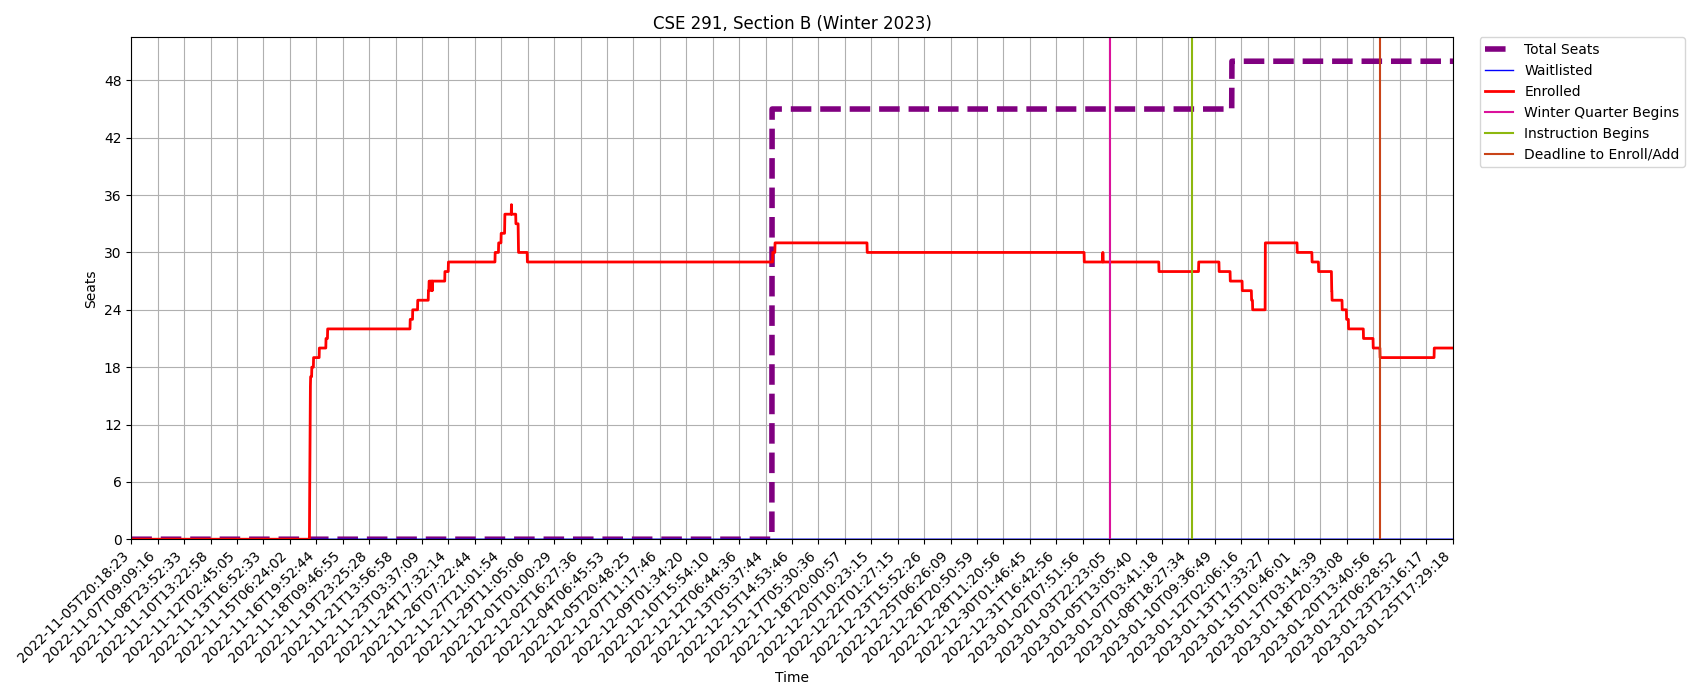 CSE 291, Section B (Winter 2023)
Total Seats
Waitlisted
Enrolled
Winter Quarter Begins
Instruction Begins
Deadline to Enroll/Add
Seats
48
42
36
30
24
18
12
6
0
2022-11-05T20:18:23
2022-11-07T09:09:16
2022-11-08T23:52:33
2022-11-10T13:22:58
2022-11-12T02:45:05
2022-11-13T16:52:33
2022-11-15T06:24:02
2022-11-16T19:52:44
2022-11-18T09:46:55
2022-11-19T23:25:28
2022-11-21T13:56:58
2022-11-23T03:37:09
2022-11-24T17:32:14
2022-11-26T07:22:44
2022-11-27T21:01:54
2022-11-29T11:05:06
2022-12-01T01:00:29
2022-12-02T16:27:36
2022-12-04T06:45:53
2022-12-05T20:48:25
2022-12-07T11:17:46
2022-12-09T01:34:20
2022-12-10T15:54:10
2022-12-12T06:44:36
2022-12-13T05:37:44
2022-12-15T14:53:46
2022-12-17T05:30:36
2022-12-18T20:00:57
2022-12-20T10:23:15
2022-12-22T01:27:15
2022-12-23T15:52:26
2022-12-25T06:26:09
2022-12-26T20:50:59
2022-12-28T11:20:56
2022-12-30T01:46:45
2022-12-31T16:42:56
2023-01-02T07:51:56
2023-01-03T22:23:05
2023-01-05T13:05:40
2023-01-07T03:41:18
2023-01-08T18:27:34
2023-01-10T09:36:49
2023-01-12T02:06:16
2023-01-13T17:33:27
2023-01-15T10:46:01
2023-01-17T03:14:39
2023-01-18T20:33:08
2023-01-20T13:40:56
2023-01-22T06:28:52
2023-01-23T23:16:17
2023-01-25T17:29:18
Time